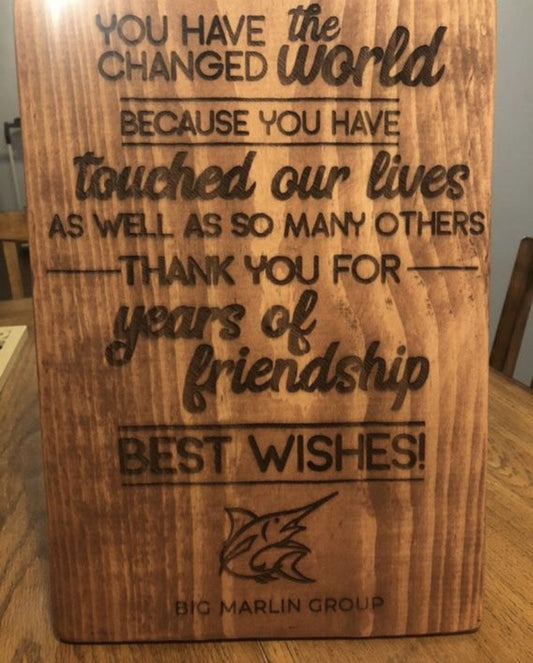 YOU HAVE the
CHANGED world
BECAUSE YOU HAVE
touched our lives
AS WELL AS SO MANY OTHERS
THANK YOU FOR
years of
friendship
BEST WISHES!
BIG MARLIN GROUP